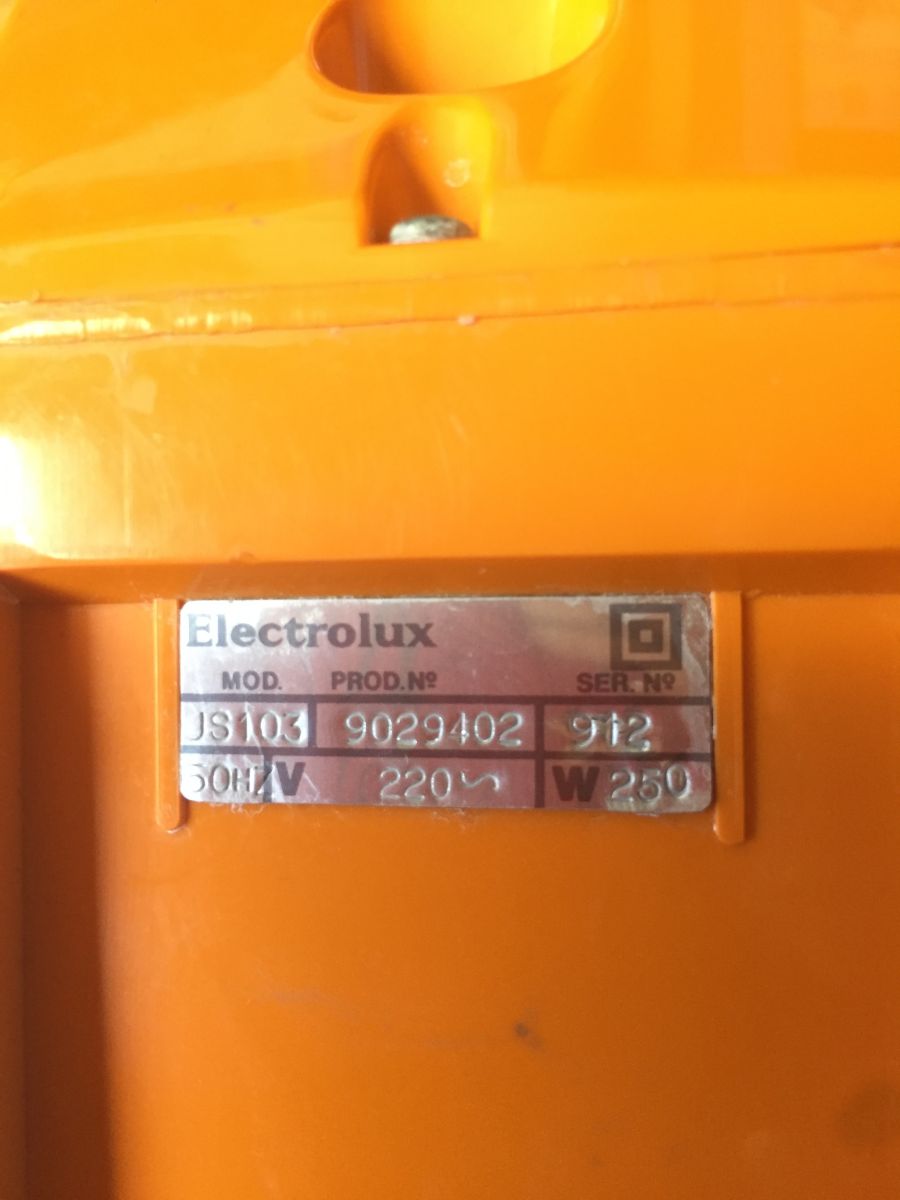 Electrolux
MOD. PROD.Nº SER. Nº
JS103 9029402 912
50HZ V 220~ W 250